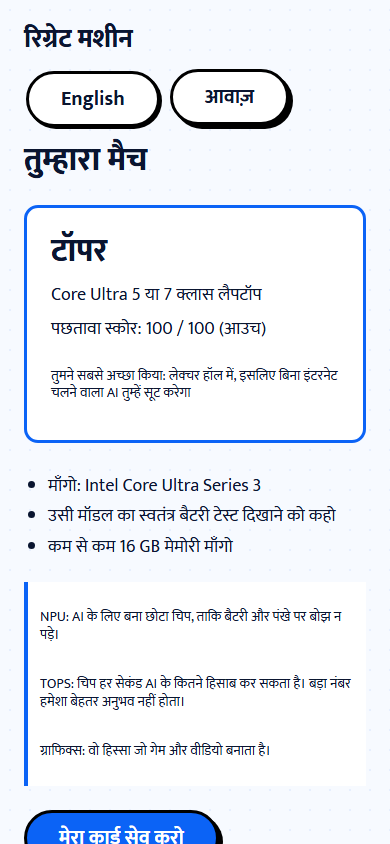 रिग्रेट मशीन
English
आवाज़
तुम्हारा मैच
टॉपर
Core Ultra 5 या 7 क्लास लैपटॉप
पछतावा स्कोर: 100 / 100 (आउच)
तुमने सबसे अच्छा किया: लेक्चर हॉल में, इसलिए बिना इंटरनेट
चलने वाला AI तुम्हें सूट करेगा
माँगो: Intel Core Ultra Series 3
उसी मॉडल का स्वतंत्र बैटरी टेस्ट दिखाने को कहो
कम से कम 16 GB मेमोरी माँगो
NPU: AI के लिए बना छोटा चिप, ताकि बैटरी और पंखे पर बोझ न
पड़े।
TOPS: चिप हर सेकंड AI के कितने हिसाब कर सकता है। बड़ा नंबर
हमेशा बेहतर अनुभव नहीं होता।
ग्राफिक्स: वो हिस्सा जो गेम और वीडियो बनाता है।
मेरा कार्ड सेव करो